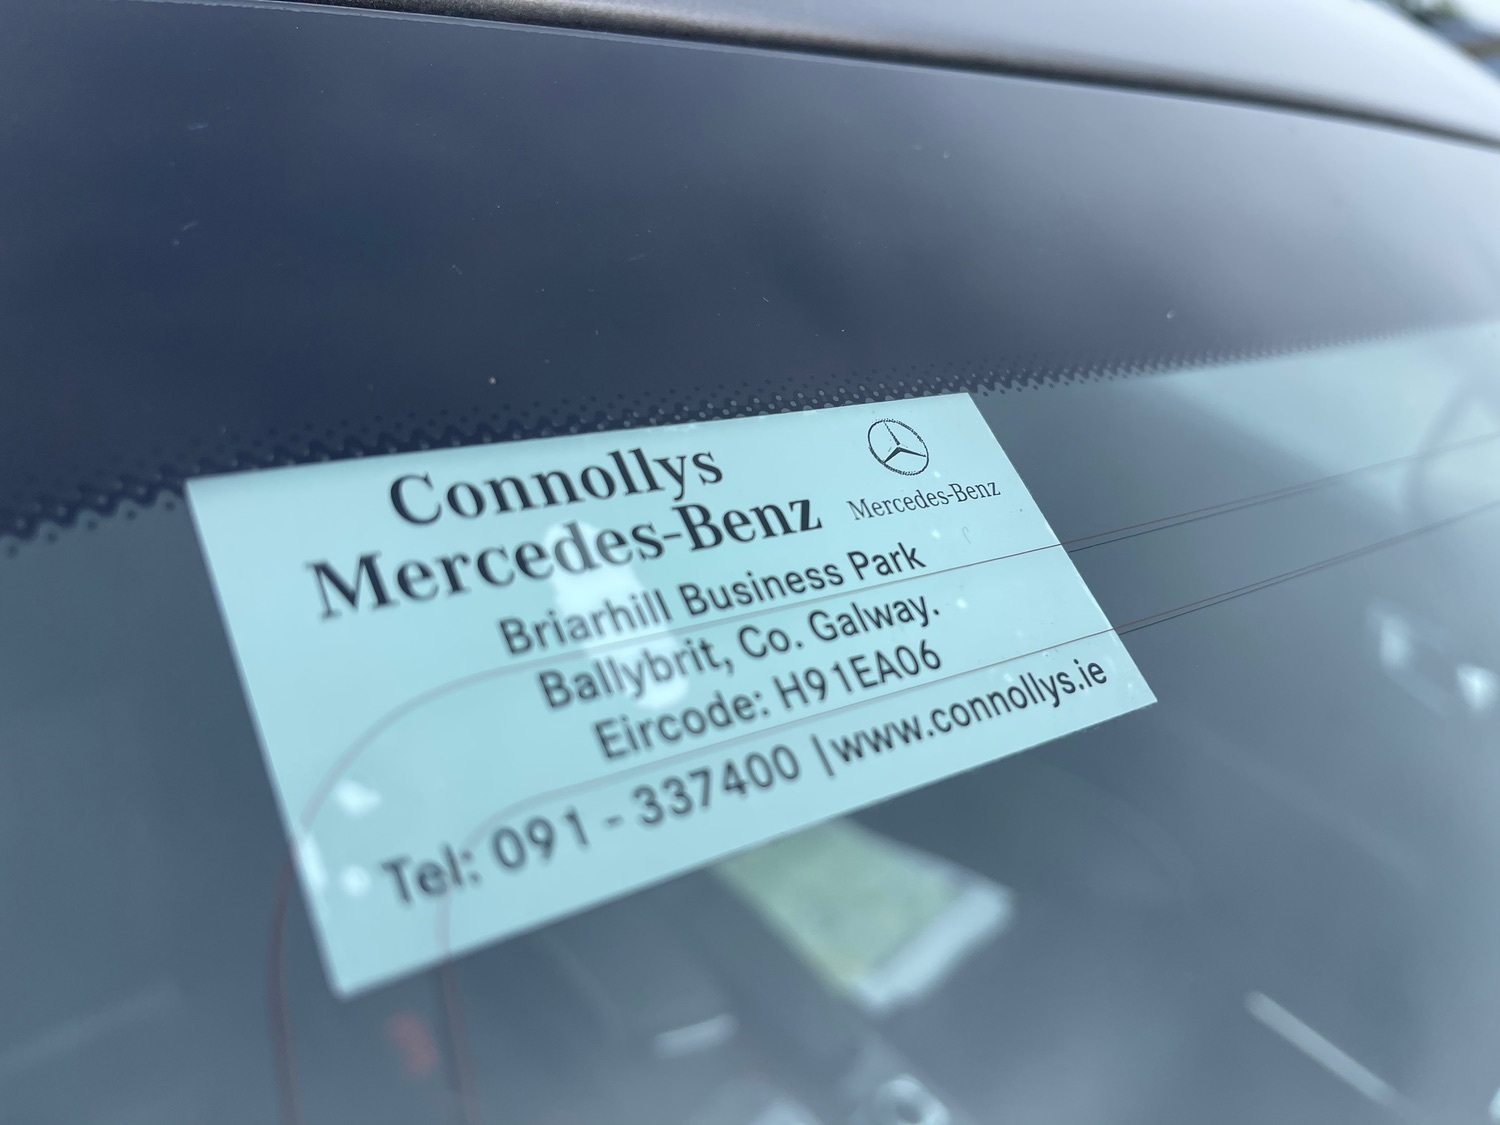 Connollys
Mercedes-Benz
Mercedes-Benz
Briarhill Business Park
Ballybrit, Co. Galway.
Eircode: H91EA06
Tel: 091 - 337400 |www.connollys.ie